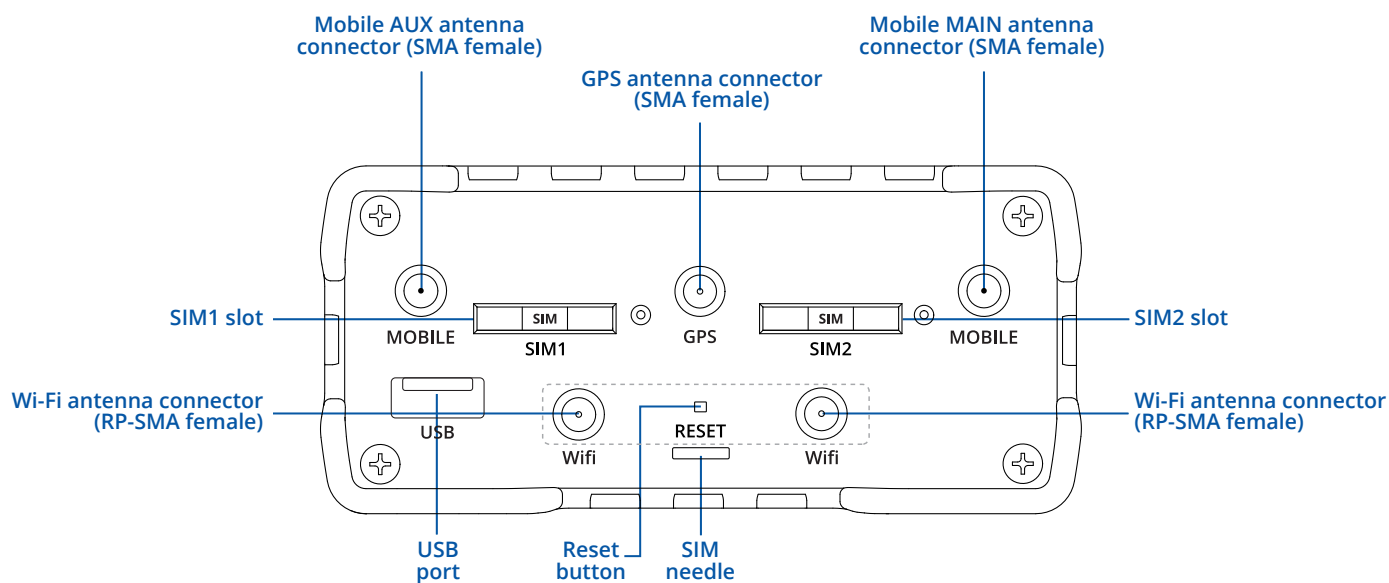 Mobile AUX antenna
connector (SMA female)
Mobile MAIN antenna
connector (SMA female)
GPS antenna connector
(SMA female)
SIM1 slot
SIM
SIM
SIM2 slot
MOBILE
SIM1
GPS
SIM2
MOBILE
Wi-Fi antenna connector
(RP-SMA female)
USB
Wifi
RESET
Wifi
Wi-Fi antenna connector
(RP-SMA female)
USB
port
Reset
button
SIM
needle